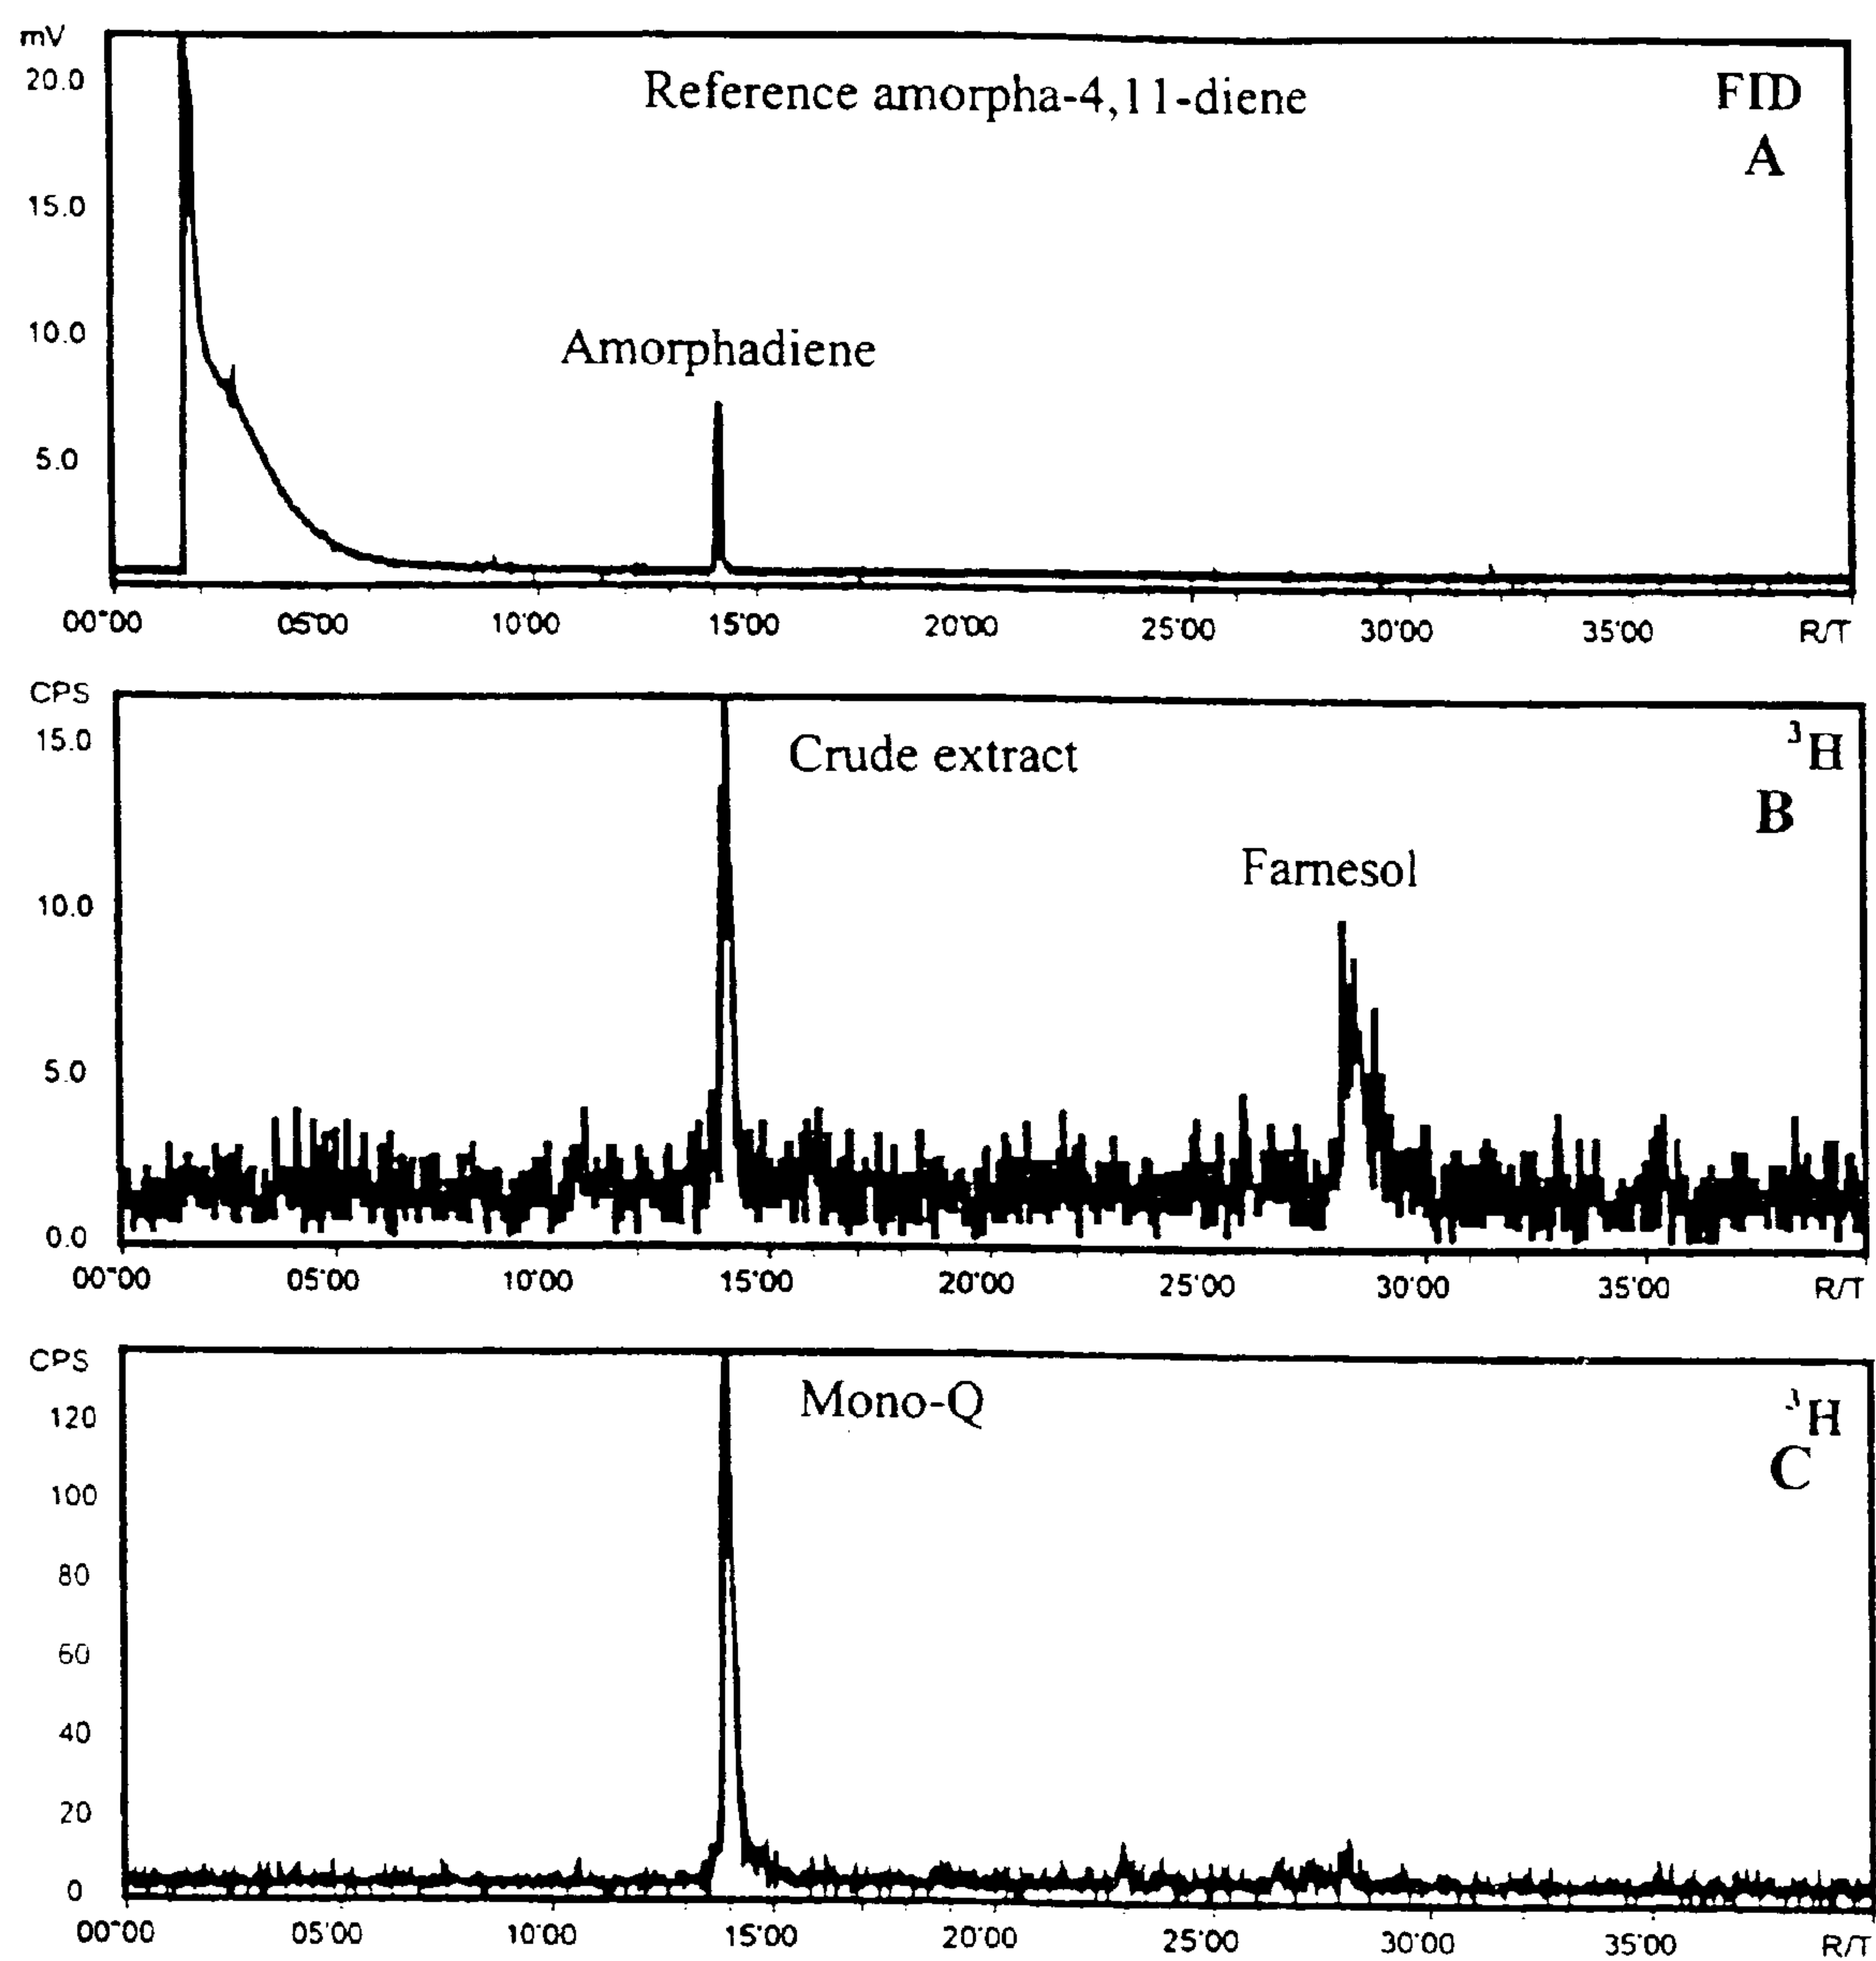 mV
Reference amorpha-4,11-diene
FID
A
20.0
15.0
10.0
5.0
Amorphadiene
00'00 05'00 10'00 15'00 20'00 25'00 30'00 35'00 R/T
CPS
Crude extract
³H
B
15.0
10.0
5.0
0.0
Farnesol
00'00 05'00 10'00 15'00 20'00 25'00 30'00 35'00 R/T
CPS
Mono-Q
³H
C
120
100
80
60
40
20
0
00'00 05'00 10'00 15'00 20'00 25'00 30'00 35'00 R/T